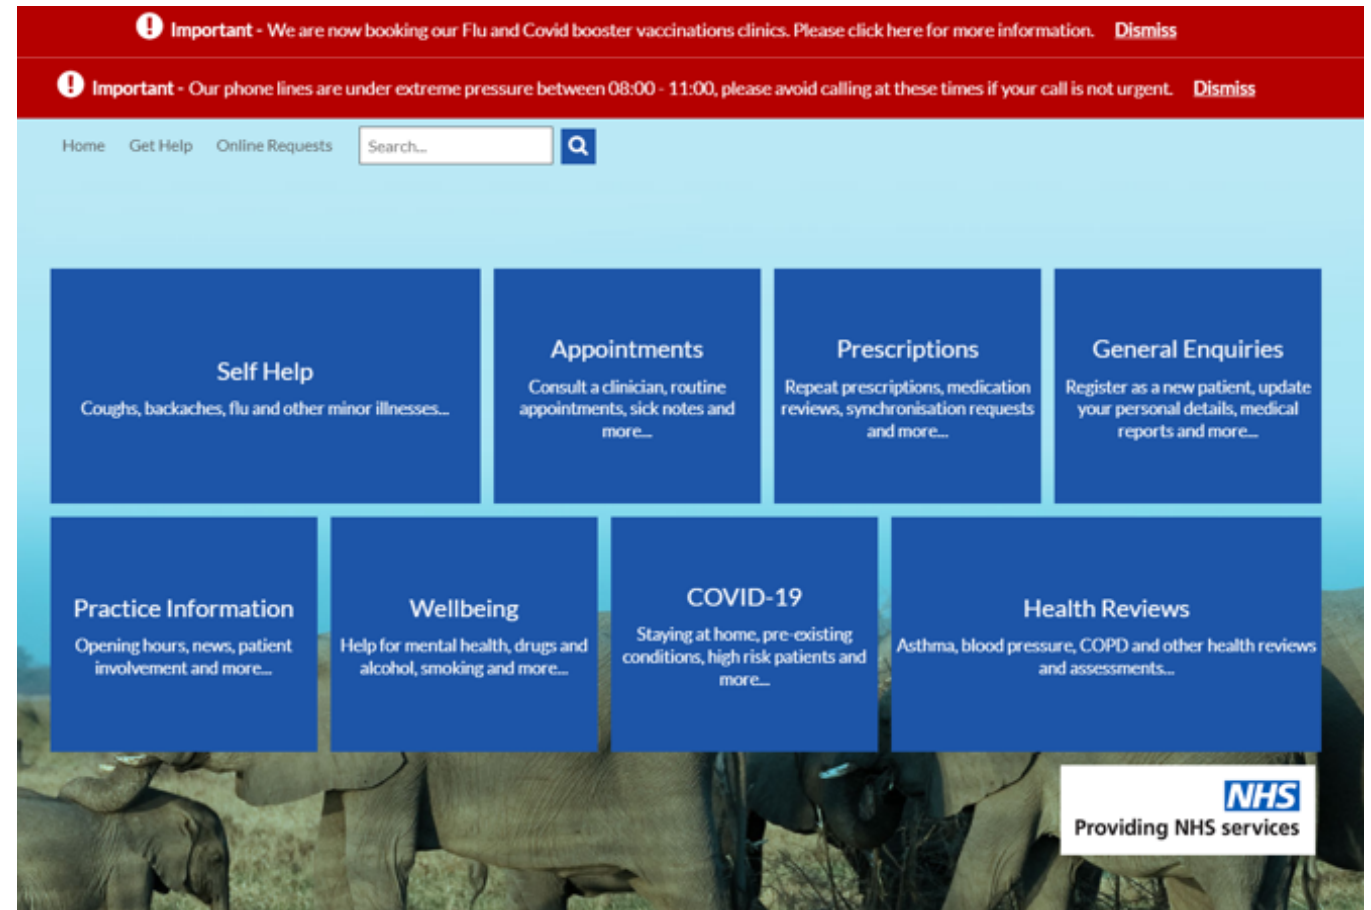 Important - We are now booking our Flu and Covid booster vaccinations clinics. Please click here for more information. Dismiss
Important - Our phone lines are under extreme pressure between 08:00 - 11:00, please avoid calling at these times if your call is not urgent. Dismiss
Home Get Help Online Requests Search...
Self Help
Coughs, backaches, flu and other minor illnesses...
Appointments
Consult a clinician, routine
appointments, sick notes and
more...
Prescriptions
Repeat prescriptions, medication
reviews, synchronisation requests
and more...
General Enquiries
Register as a new patient, update
your personal details, medical
reports and more...
Practice Information
Opening hours, news, patient
involvement and more...
Wellbeing
Help for mental health, drugs and
alcohol, smoking and more...
COVID-19
Staying at home, pre-existing
conditions, high risk patients and
more...
Health Reviews
Asthma, blood pressure, COPD and other health reviews
and assessments...
NHS
Providing NHS services